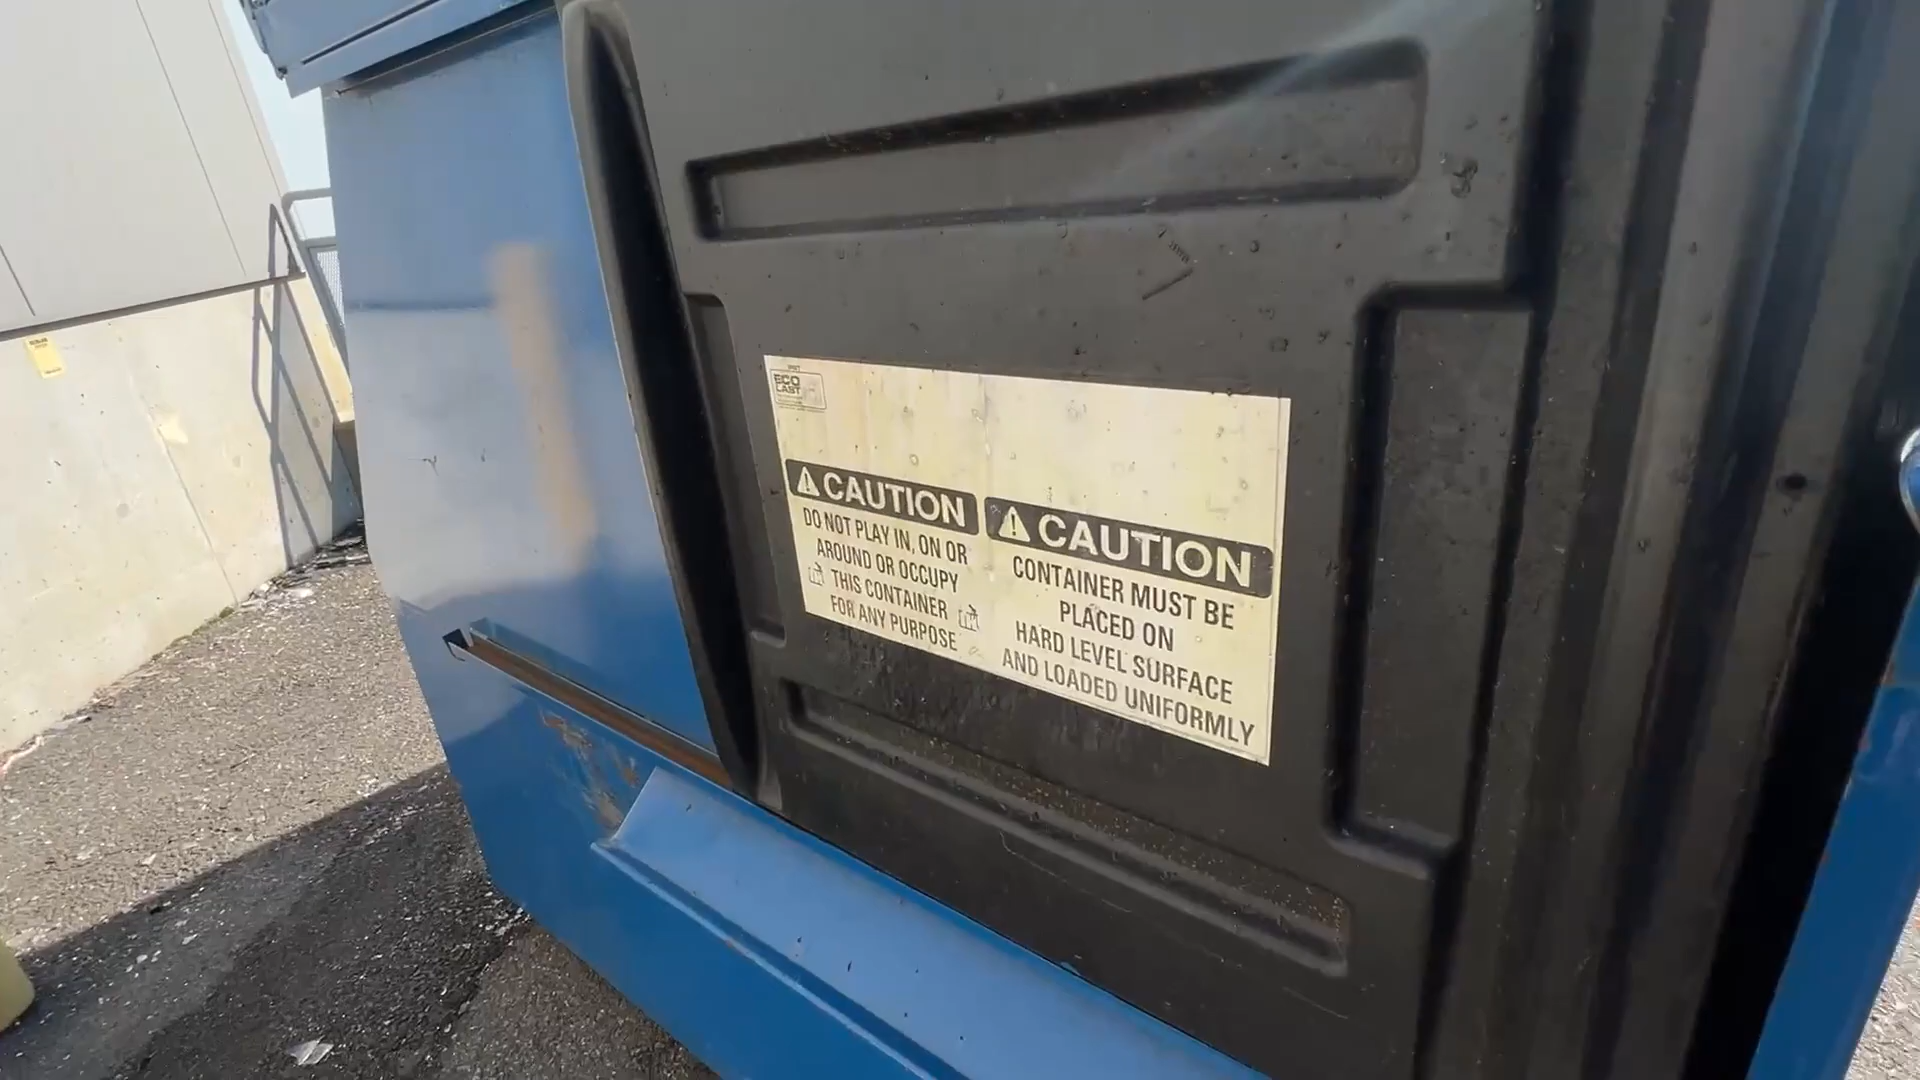 ECO
LAST
CAUTION
DO NOT PLAY IN, ON OR
AROUND OR OCCUPY
THIS CONTAINER
FOR ANY PURPOSE
CAUTION
CONTAINER MUST BE
PLACED ON
HARD LEVEL SURFACE
AND LOADED UNIFORMLY